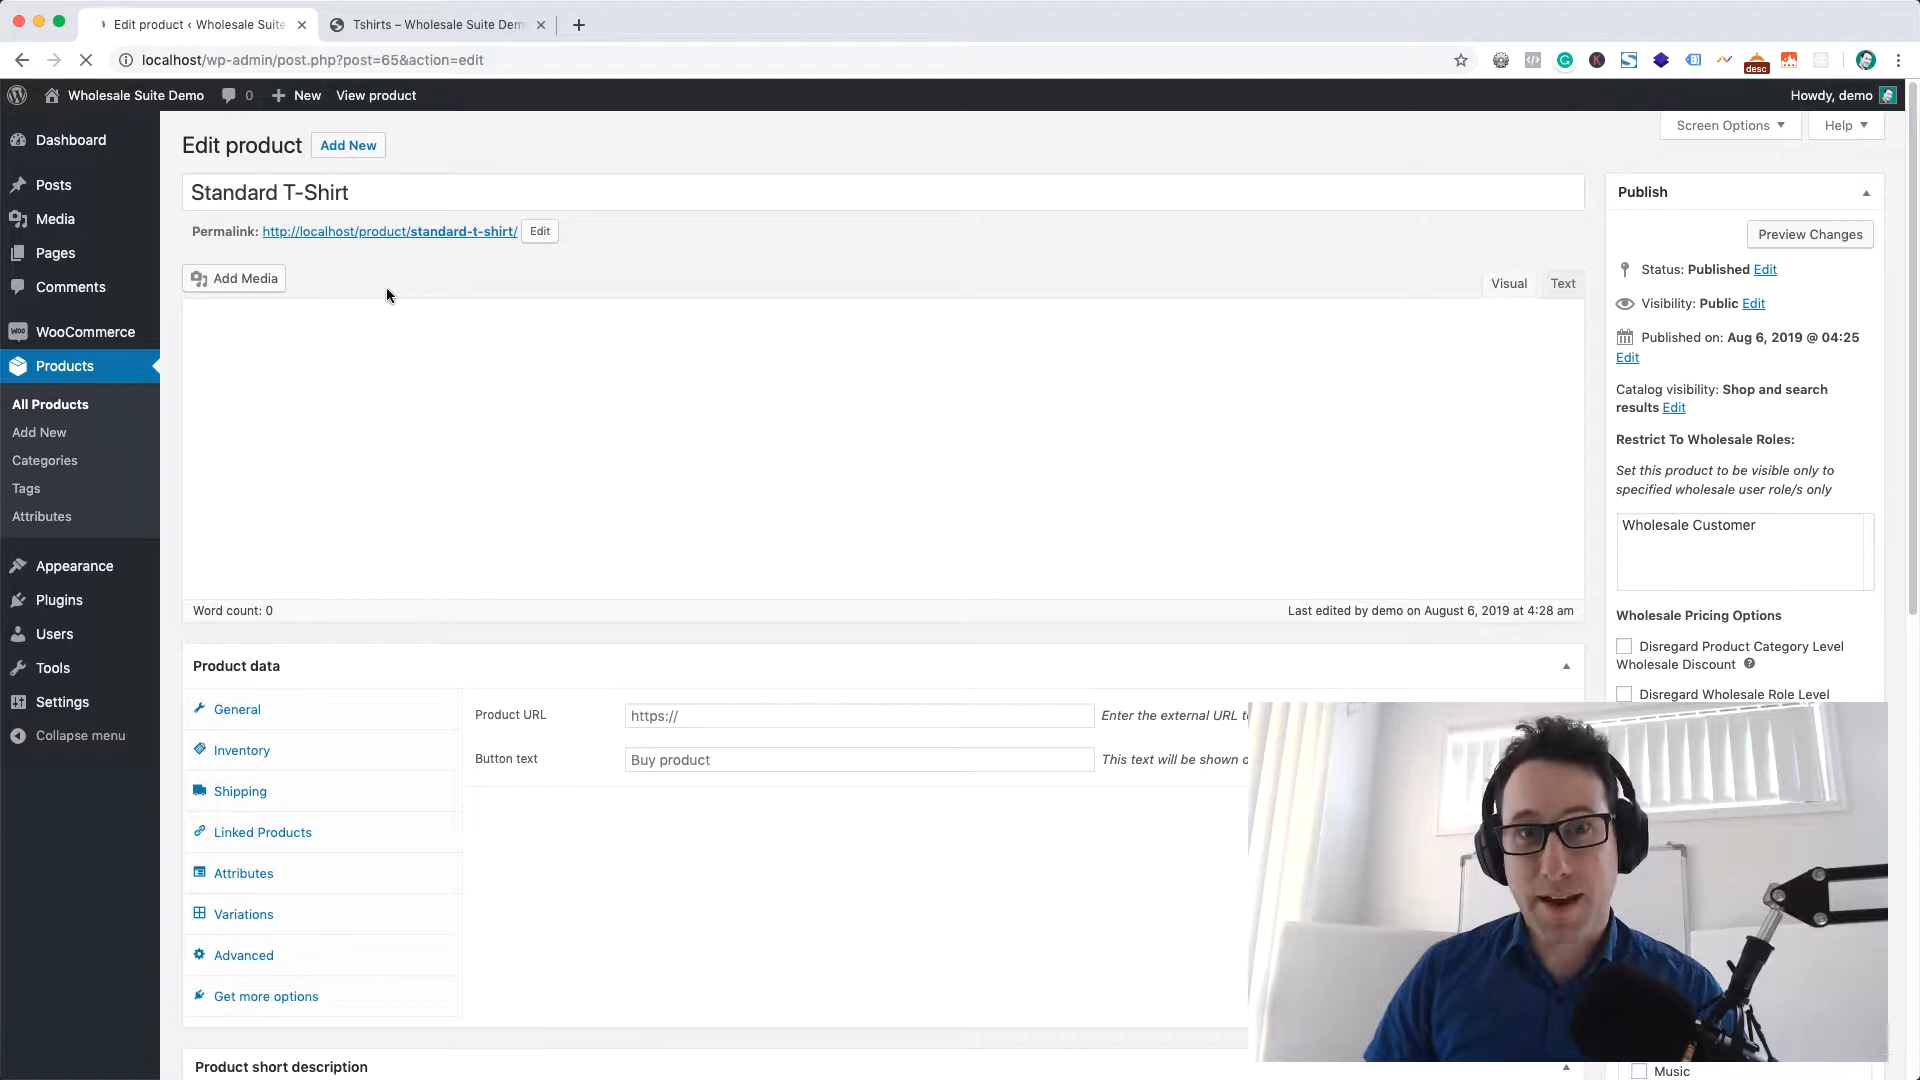 Edit product ‹ Wholesale Suite
Tshirts – Wholesale Suite Dem
localhost/wp-admin/post.php?post=65&action=edit
desc
Wholesale Suite Demo
0
New
View product
Howdy, demo
Dashboard
Posts
Media
Pages
Comments
WooCommerce
Products
All Products
Add New
Categories
Tags
Attributes
Appearance
Plugins
Users
Tools
Settings
Collapse menu
Screen Options
Help
Edit product
Add New
Standard T-Shirt
Permalink: http://localhost/product/standard-t-shirt/
Edit
Add Media
Visual
Text
Word count: 0
Last edited by demo on August 6, 2019 at 4:28 am
Product data
General
Inventory
Shipping
Linked Products
Attributes
Variations
Advanced
Get more options
Product URL
https://
Enter the external URL t
Button text
Buy product
This text will be shown o
Product short description
Publish
Preview Changes
Status: Published Edit
Visibility: Public Edit
Published on: Aug 6, 2019 @ 04:25
Edit
Catalog visibility: Shop and search
results Edit
Restrict To Wholesale Roles:
Set this product to be visible only to
specified wholesale user role/s only
Wholesale Customer
Wholesale Pricing Options
Disregard Product Category Level
Wholesale Discount
Disregard Wholesale Role Level
Music